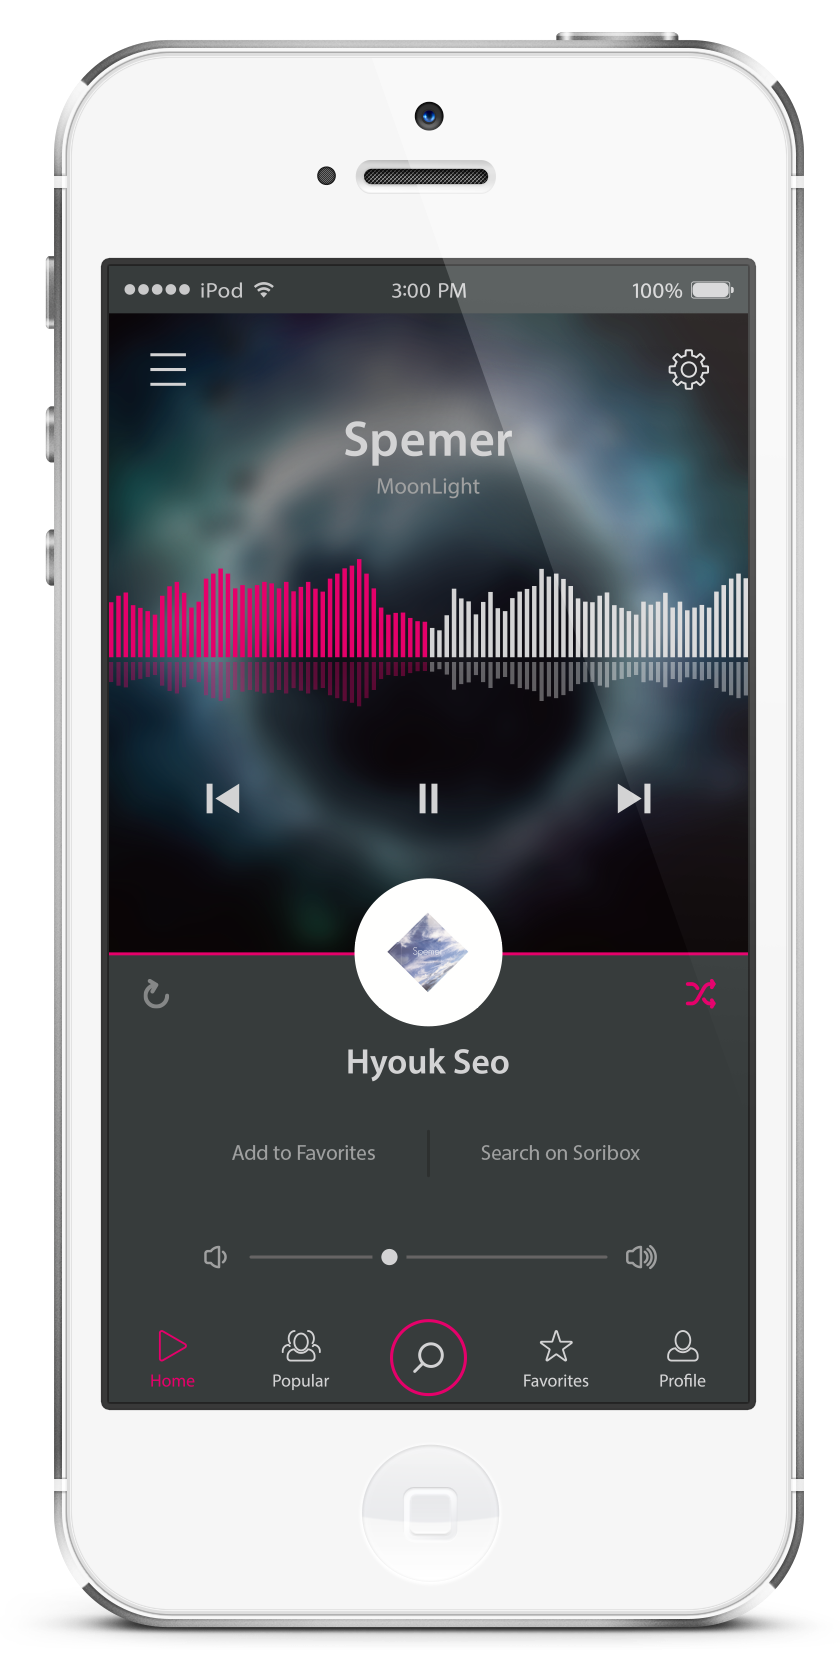 iPod 3:00 PM 100%
Spemer
MoonLight
Spemer
Hyouk Seo
Add to Favorites Search on Soribox
Home Popular Favorites Profile